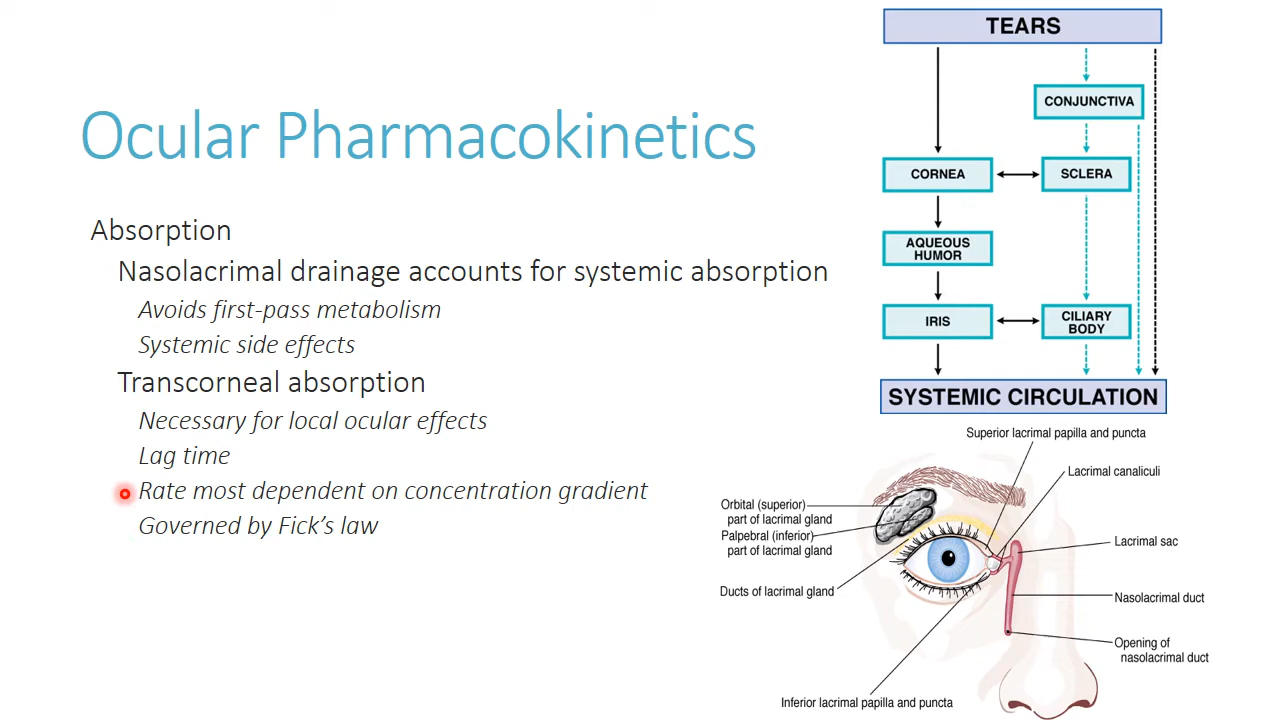 Ocular Pharmacokinetics
Absorption
Nasolacrimal drainage accounts for systemic absorption
Avoids first-pass metabolism
Systemic side effects
Transcorneal absorption
Necessary for local ocular effects
Lag time
Rate most dependent on concentration gradient
Governed by Fick's law
TEARS
CONJUNCTIVA
CORNEA
SCLERA
AQUEOUS
HUMOR
IRIS
CILIARY
BODY
SYSTEMIC CIRCULATION
Superior lacrimal papilla and puncta
Lacrimal canaliculi
Orbital (superior)
part of lacrimal gland
Palpebral (inferior)
part of lacrimal gland
Lacrimal sac
Ducts of lacrimal gland
Nasolacrimal duct
Opening of
nasolacrimal duct
Inferior lacrimal papilla and puncta